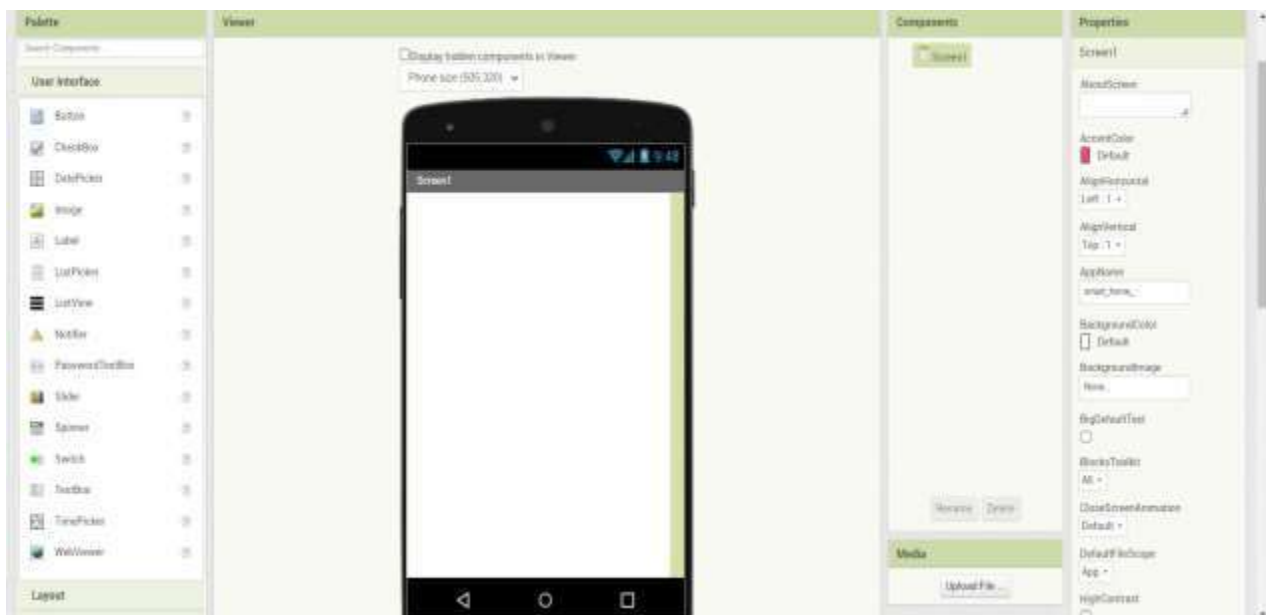 Palette
Search Components...
User Interface
Button
CheckBox
DatePicker
Image
Label
ListPicker
ListView
Notifier
PasswordTextBox
Slider
Spinner
Switch
TextBox
TimePicker
WebViewer
Layout
Viewer
Display hidden components in Viewer
Phone size (505,320)
9:48
Screen1
Components
Screen1
Rename Delete
Media
Upload File ...
Properties
Screen1
AboutScreen
AccentColor
Default
AlignHorizontal
Left : 1
AlignVertical
Top : 1
AppName
smart_home_
BackgroundColor
Default
BackgroundImage
None...
BigDefaultText
BlocksToolkit
All
CloseScreenAnimation
Default
DefaultFileScope
App
HighContrast